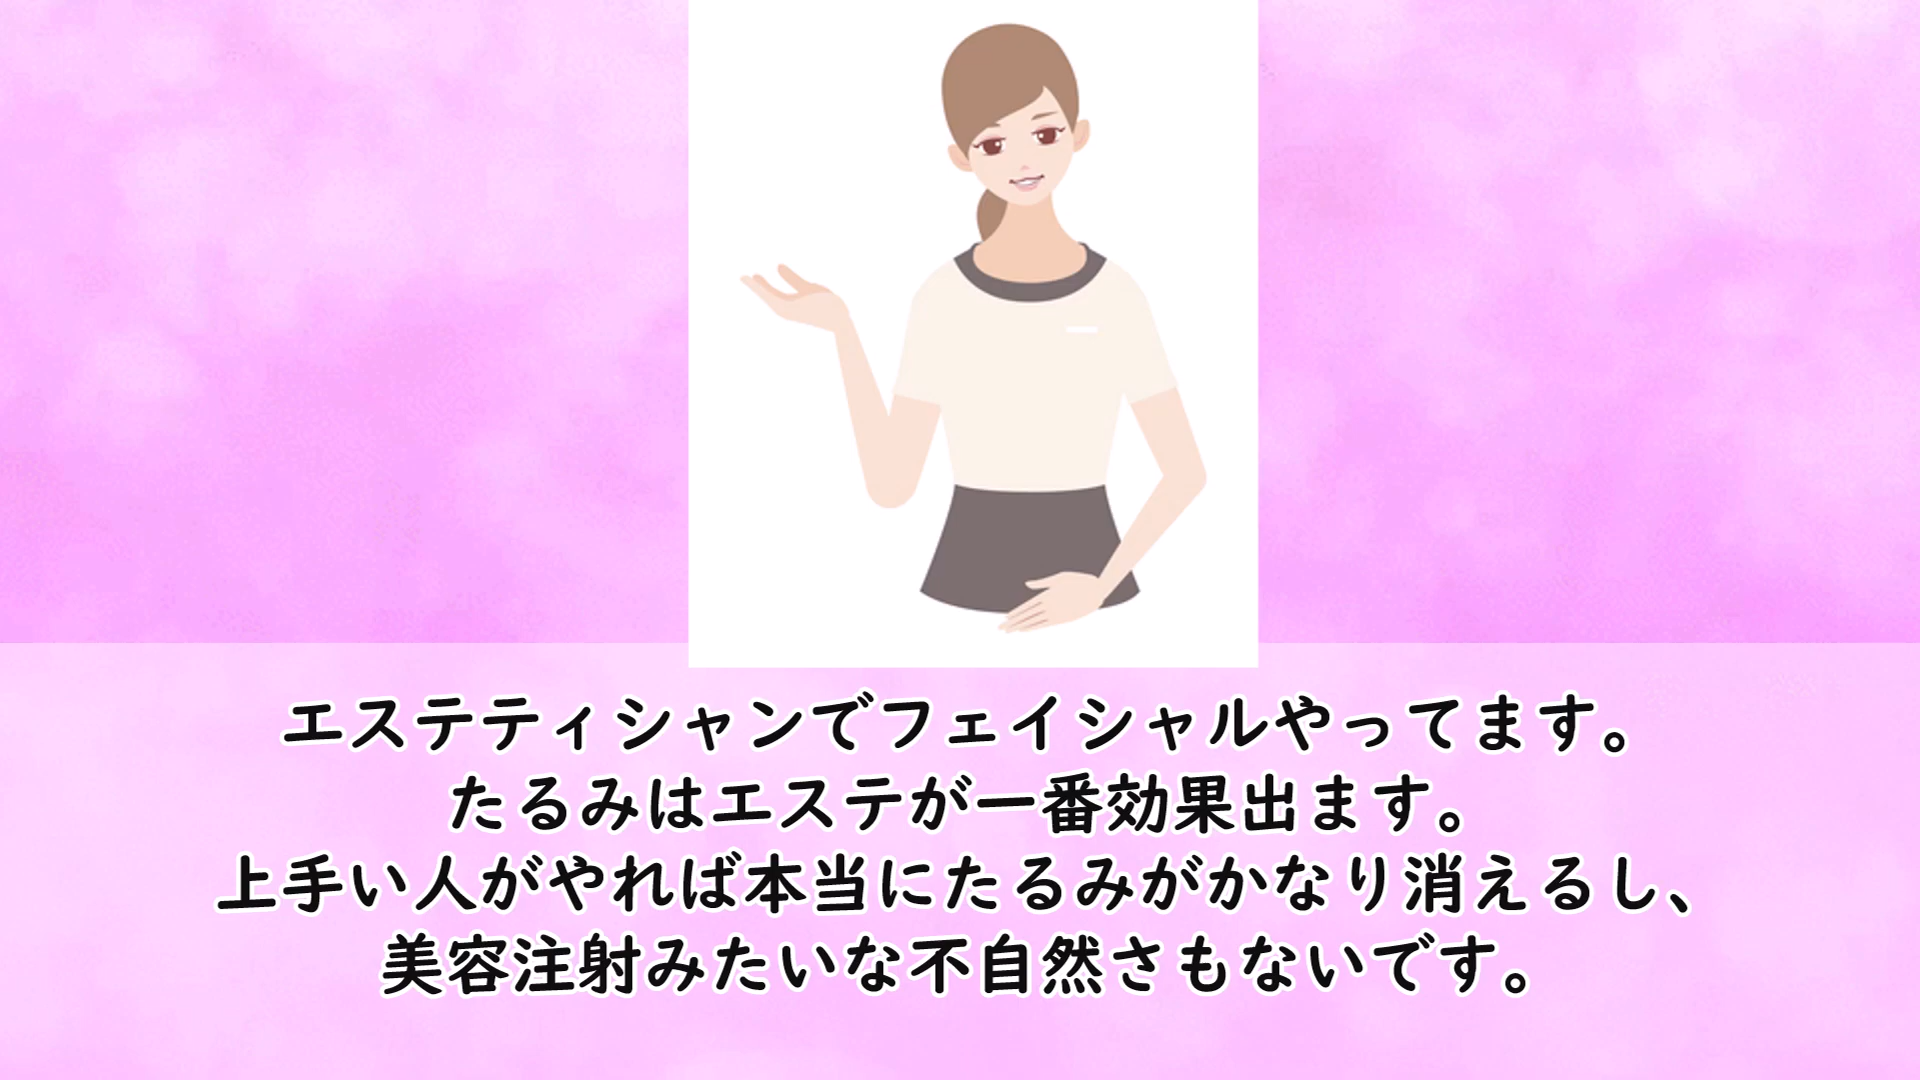 エステティシャンでフェイシャルやってます。
たるみはエステが一番効果出ます。
上手い人がやれば本当にたるみがかなり消えるし、
美容注射みたいな不自然さもないです。